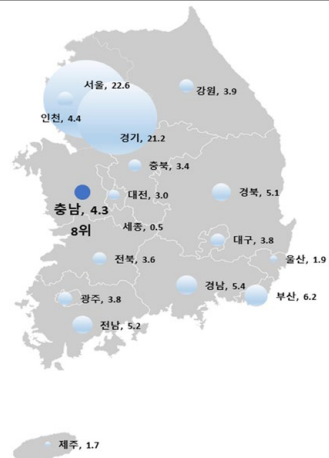 서울, 22.6
강원, 3.9
인천, 4.4
경기, 21.2
충북, 3.4
대전, 3.0
경북, 5.1
충남, 4.3
8위
세종, 0.5
대구, 3.8
전북, 3.6
울산, 1.9
경남, 5.4
부산, 6.2
광주, 3.8
전남, 5.2
제주, 1.7